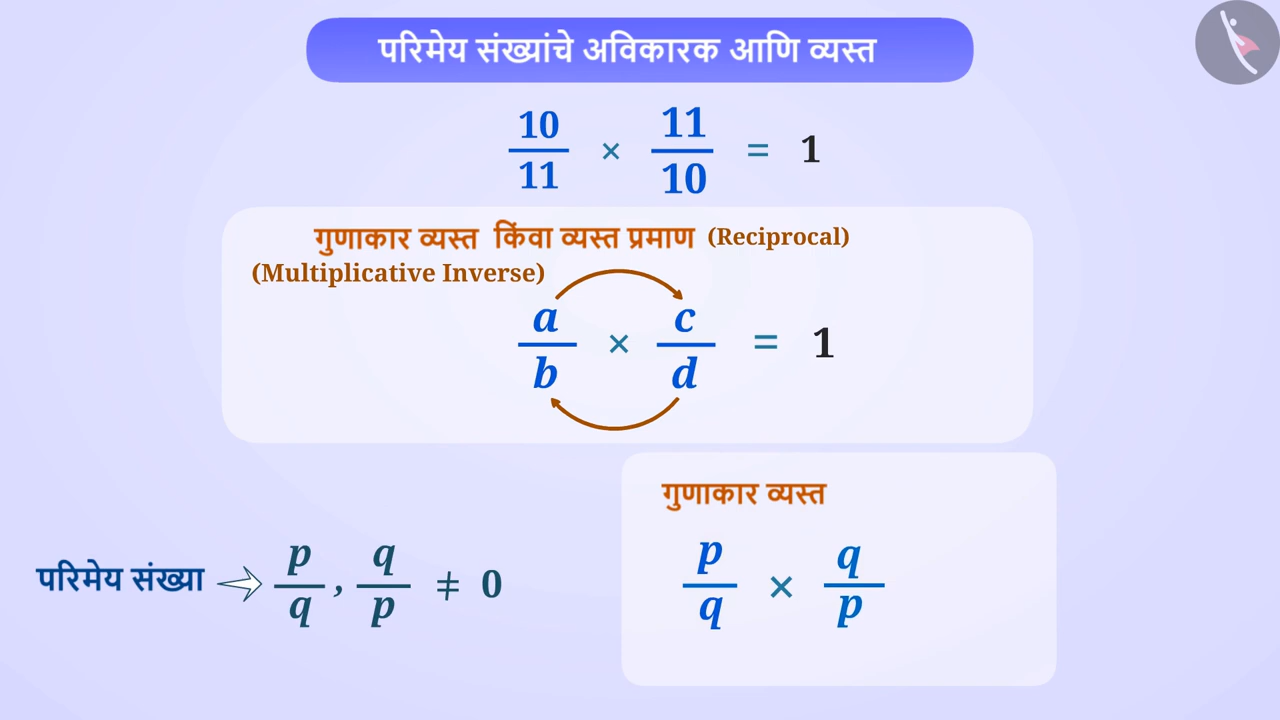 परिमेय संख्यांचे अविकारक आणि व्यस्त
10/11 × 11/10 = 1
गुणाकार व्यस्त किंवा व्यस्त प्रमाण (Reciprocal)
(Multiplicative Inverse)
a/b × c/d = 1
गुणाकार व्यस्त
परिमेय संख्या ⇒ p/q , q/p ≠ 0
p/q × q/p